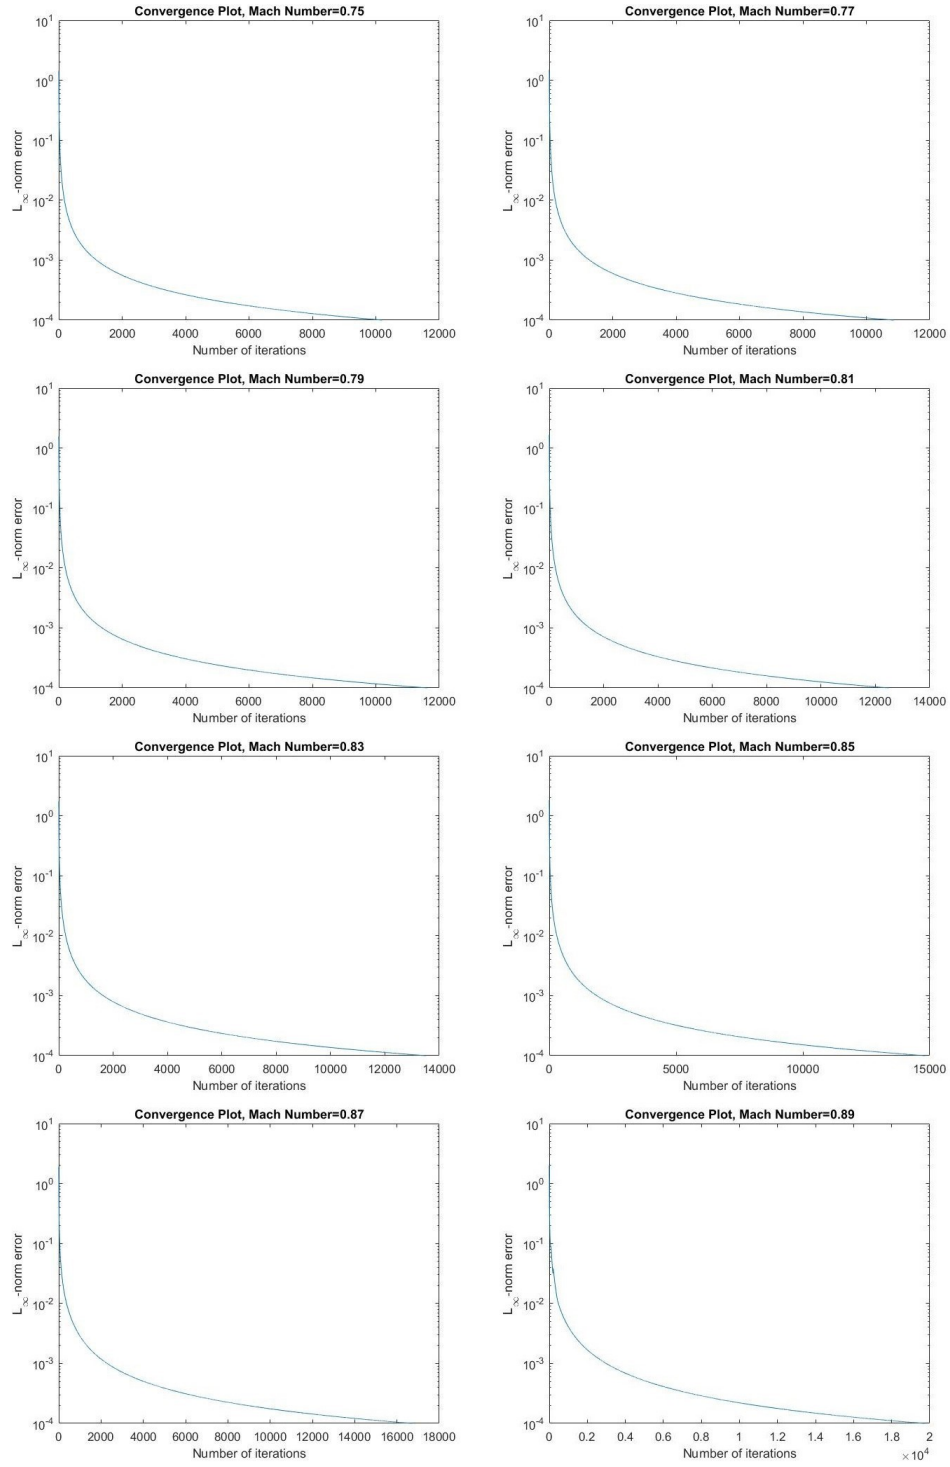 Convergence Plot, Mach Number=0.75
10^1
10^0
10^-1
10^-2
10^-3
10^-4
L∞-norm error
0 2000 4000 6000 8000 10000 12000
Number of iterations
Convergence Plot, Mach Number=0.77
10^1
10^0
10^-1
10^-2
10^-3
10^-4
L∞-norm error
0 2000 4000 6000 8000 10000 12000
Number of iterations
Convergence Plot, Mach Number=0.79
10^1
10^0
10^-1
10^-2
10^-3
10^-4
L∞-norm error
0 2000 4000 6000 8000 10000 12000
Number of iterations
Convergence Plot, Mach Number=0.81
10^1
10^0
10^-1
10^-2
10^-3
10^-4
L∞-norm error
0 2000 4000 6000 8000 10000 12000 14000
Number of iterations
Convergence Plot, Mach Number=0.83
10^1
10^0
10^-1
10^-2
10^-3
10^-4
L∞-norm error
0 2000 4000 6000 8000 10000 12000 14000
Number of iterations
Convergence Plot, Mach Number=0.85
10^1
10^0
10^-1
10^-2
10^-3
10^-4
L∞-norm error
0 5000 10000 15000
Number of iterations
Convergence Plot, Mach Number=0.87
10^1
10^0
10^-1
10^-2
10^-3
10^-4
L∞-norm error
0 2000 4000 6000 8000 10000 12000 14000 16000 18000
Number of iterations
Convergence Plot, Mach Number=0.89
10^1
10^0
10^-1
10^-2
10^-3
10^-4
L∞-norm error
0 0.2 0.4 0.6 0.8 1 1.2 1.4 1.6 1.8 2
Number of iterations
×10^4